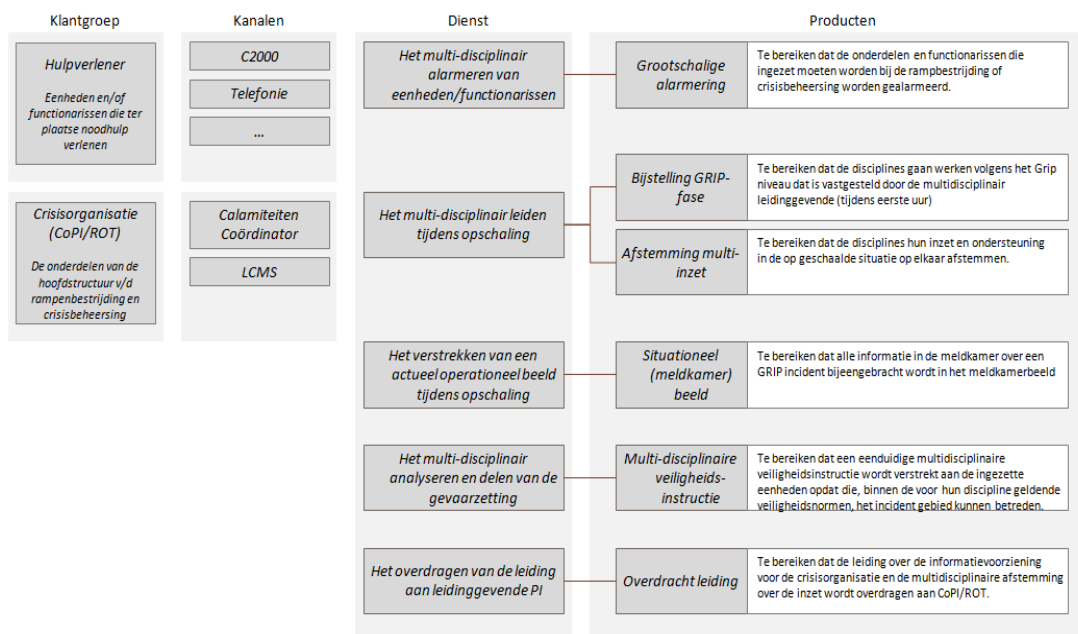 Klantgroep
Kanalen
Dienst
Producten
Hulpverlener
Eenheden en/of
functionarissen die ter
plaatse noodhulp
verlenen
Crisisorganisatie
(CoPI/ROT)
De onderdelen van de
hoofdstructuur v/d
rampenbestrijding en
crisisbeheersing
C2000
Telefonie
...
Calamiteiten
Coördinator
LCMS
Het multi-disciplinair
alarmeren van
eenheden/functionarissen
Grootschalige
alarmering
Te bereiken dat de onderdelen en functionarissen die
ingezet moeten worden bij de rampbestrijding of
crisisbeheersing worden gealarmeerd.
Het multi-disciplinair leiden
tijdens opschaling
Bijstelling GRIP-
fase
Te bereiken dat de disciplines gaan werken volgens het Grip
niveau dat is vastgesteld door de multidisciplinair
leidinggevende (tijdens eerste uur)
Afstemming multi-
inzet
Te bereiken dat de disciplines hun inzet en ondersteuning
in de op geschaalde situatie op elkaar afstemmen.
Het verstrekken van een
actueel operationeel beeld
tijdens opschaling
Situationeel
(meldkamer)
beeld
Te bereiken dat alle informatie in de meldkamer over een
GRIP incident bijeengebracht wordt in het meldkamerbeeld
Het multi-disciplinair
analyseren en delen van de
gevaarzetting
Multi-disciplinaire
veiligheids-
instructie
Te bereiken dat een eenduidige multidisciplinaire
veiligheidsinstructie wordt verstrekt aan de ingezette
eenheden opdat die, binnen de voor hun discipline geldende
veiligheidsnormen, het incident gebied kunnen betreden.
Het overdragen van de leiding
aan leidinggevende PI
Overdracht leiding
Te bereiken dat de leiding over de informatievoorziening
voor de crisisorganisatie en de multidisciplinaire afstemming
over de inzet wordt overdragen aan CoPI/ROT.